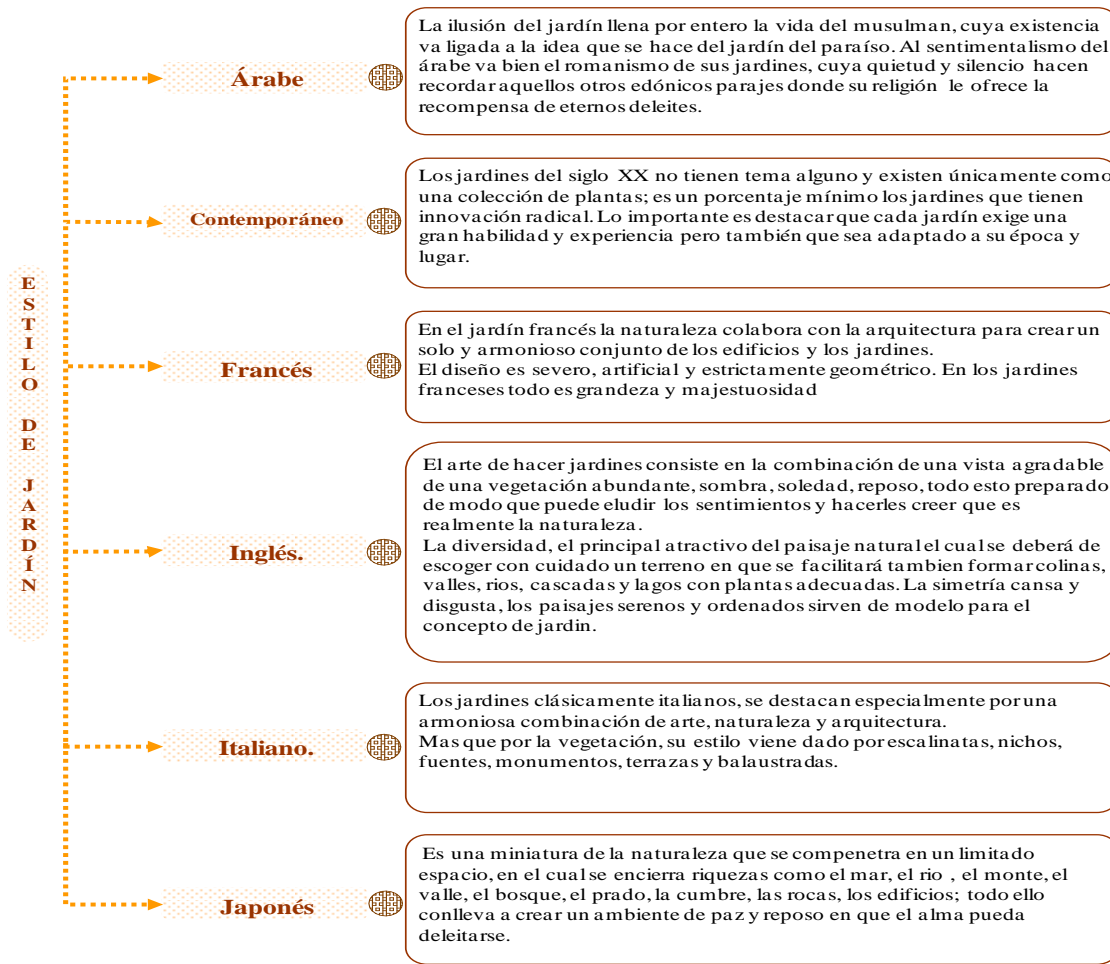 ESTILO DE JARDÍN
Árabe
La ilusión del jardín llena por entero la vida del musulman, cuya existencia
va ligada a la idea que se hace del jardín del paraíso. Al sentimentalismo del
árabe va bien el romanismo de sus jardines, cuya quietud y silencio hacen
recordar aquellos otros edónicos parajes donde su religión le ofrece la
recompensa de eternos deleites.
Contemporáneo
Los jardines del siglo XX no tienen tema alguno y existen únicamente como
una colección de plantas; es un porcentaje mínimo los jardines que tienen
innovación radical. Lo importante es destacar que cada jardín exige una
gran habilidad y experiencia pero también que sea adaptado a su época y
lugar.
Francés
En el jardín francés la naturaleza colabora con la arquitectura para crear un
solo y armonioso conjunto de los edificios y los jardines.
El diseño es severo, artificial y estrictamente geométrico. En los jardines
franceses todo es grandeza y majestuosidad
Inglés.
El arte de hacer jardines consiste en la combinación de una vista agradable
de una vegetación abundante, sombra, soledad, reposo, todo esto preparado
de modo que puede eludir los sentimientos y hacerles creer que es
realmente la naturaleza.
La diversidad, el principal atractivo del paisaje natural el cual se deberá de
escoger con cuidado un terreno en que se facilitará tambien formar colinas,
valles, rios, cascadas y lagos con plantas adecuadas. La simetría cansa y
disgusta, los paisajes serenos y ordenados sirven de modelo para el
concepto de jardin.
Italiano.
Los jardines clásicamente italianos, se destacan especialmente por una
armoniosa combinación de arte, naturaleza y arquitectura.
Mas que por la vegetación, su estilo viene dado por escalinatas, nichos,
fuentes, monumentos, terrazas y balaustradas.
Japonés
Es una miniatura de la naturaleza que se compenetra en un limitado
espacio, en el cual se encierra riquezas como el mar, el rio , el monte, el
valle, el bosque, el prado, la cumbre, las rocas, los edificios; todo ello
conlleva a crear un ambiente de paz y reposo en que el alma pueda
deleitarse.